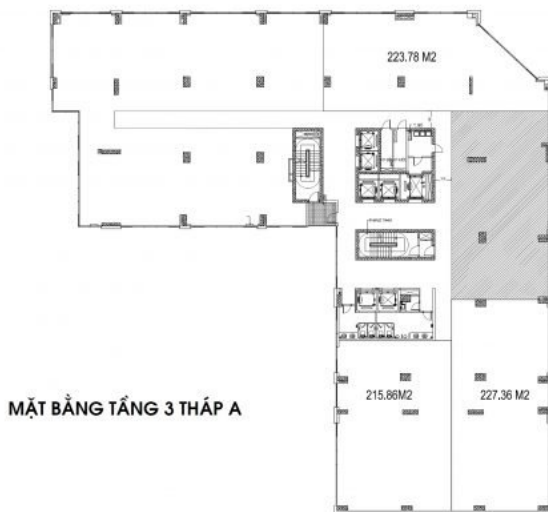 223.78 M2
215.86M2
227.36 M2
MẶT BẰNG TẦNG 3 THÁP A